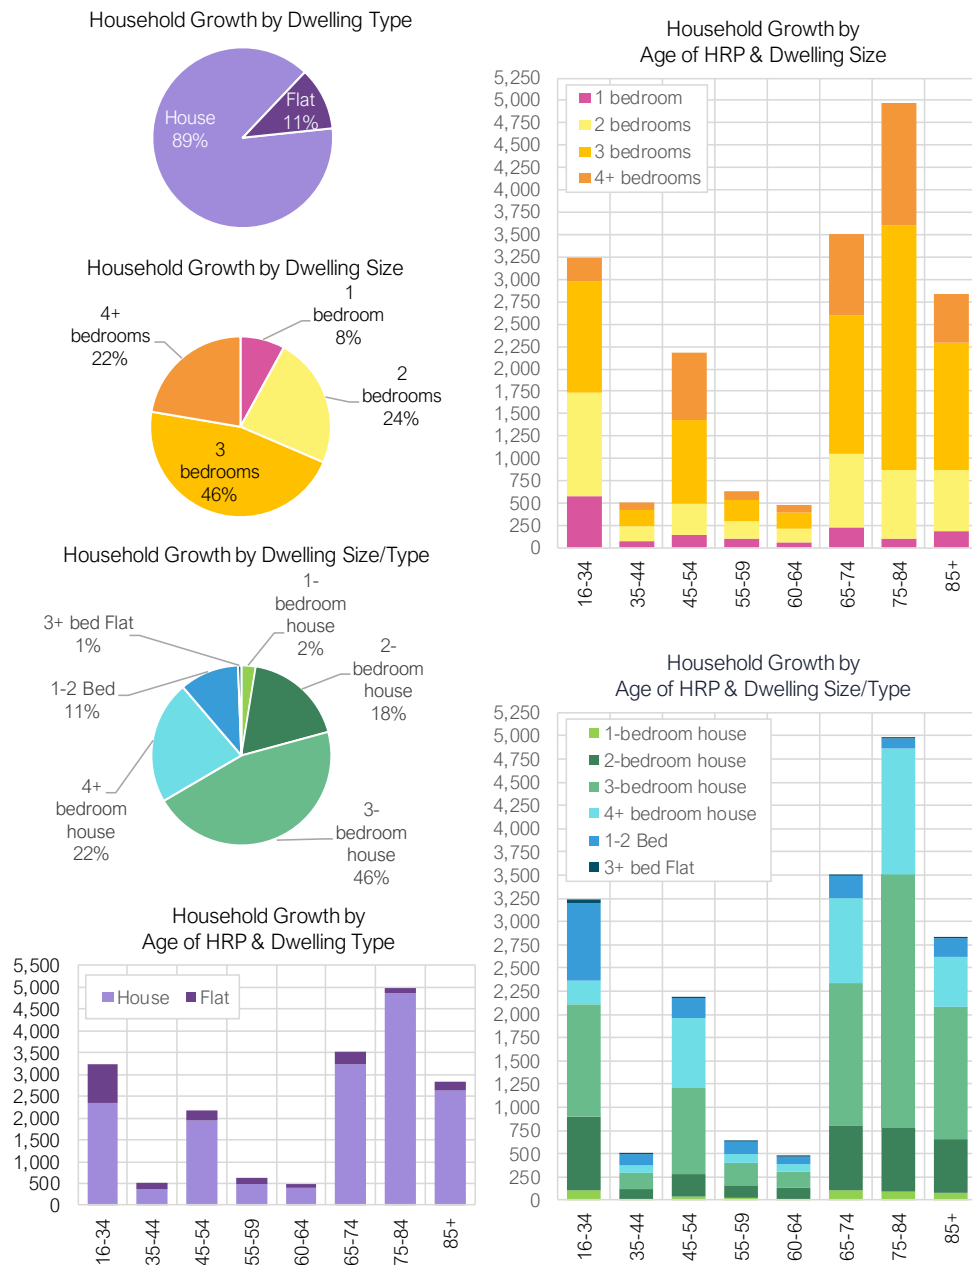 Household Growth by Dwelling Type
House
89%
Flat
11%
Household Growth by Dwelling Size
1
bedroom
8%
2
bedrooms
24%
3
bedrooms
46%
4+
bedrooms
22%
Household Growth by Dwelling Size/Type
1-
bedroom
house
2%
2-
bedroom
house
18%
3-
bedroom
house
46%
4+
bedroom
house
22%
1-2 Bed
11%
3+ bed Flat
1%
Household Growth by
Age of HRP & Dwelling Type
5,500
5,000
4,500
4,000
3,500
3,000
2,500
2,000
1,500
1,000
500
0
House
Flat
16-34
35-44
45-54
55-59
60-64
65-74
75-84
85+
Household Growth by
Age of HRP & Dwelling Size
5,250
5,000
4,750
4,500
4,250
4,000
3,750
3,500
3,250
3,000
2,750
2,500
2,250
2,000
1,750
1,500
1,250
1,000
750
500
250
0
1 bedroom
2 bedrooms
3 bedrooms
4+ bedrooms
16-34
35-44
45-54
55-59
60-64
65-74
75-84
85+
Household Growth by
Age of HRP & Dwelling Size/Type
5,250
5,000
4,750
4,500
4,250
4,000
3,750
3,500
3,250
3,000
2,750
2,500
2,250
2,000
1,750
1,500
1,250
1,000
750
500
250
0
1-bedroom house
2-bedroom house
3-bedroom house
4+ bedroom house
1-2 Bed
3+ bed Flat
16-34
35-44
45-54
55-59
60-64
65-74
75-84
85+